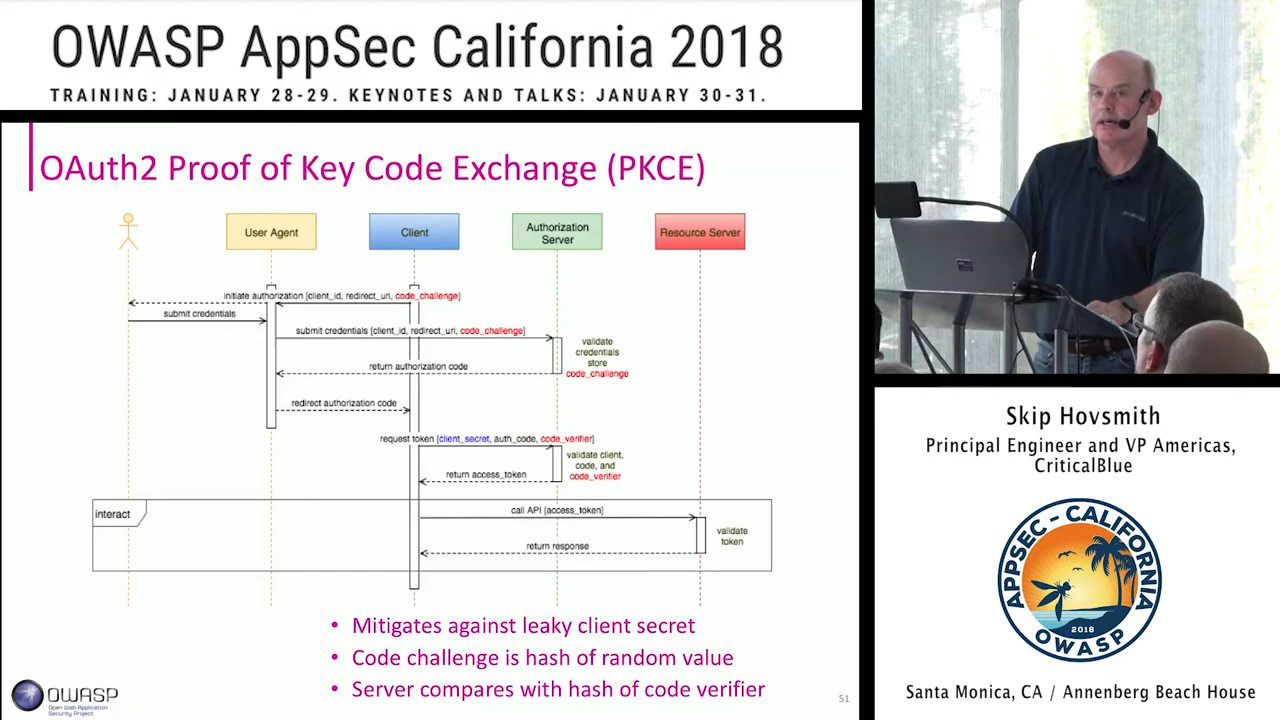 OWASP AppSec California 2018
TRAINING: JANUARY 28-29. KEYNOTES AND TALKS: JANUARY 30-31.
OAuth2 Proof of Key Code Exchange (PKCE)
User Agent
Client
Authorization
Server
Resource Server
initiate authorization [client_id, redirect_uri, code_challenge]
submit credentials
submit credentials [client_id, redirect_uri, code_challenge]
validate
credentials
store
code_challenge
return authorization code
redirect authorization code
request token [client_secret, auth_code, code_verifier]
validate client,
code, and
code_verifier
return access_token
interact
call API [access_token]
validate
token
return response
• Mitigates against leaky client secret
• Code challenge is hash of random value
• Server compares with hash of code verifier
OWASP
Open Web Application
Security Project
51
Skip Hovsmith
Principal Engineer and VP Americas,
CriticalBlue
APPSEC - CALIFORNIA
2018
OWASP
Santa Monica, CA / Annenberg Beach House